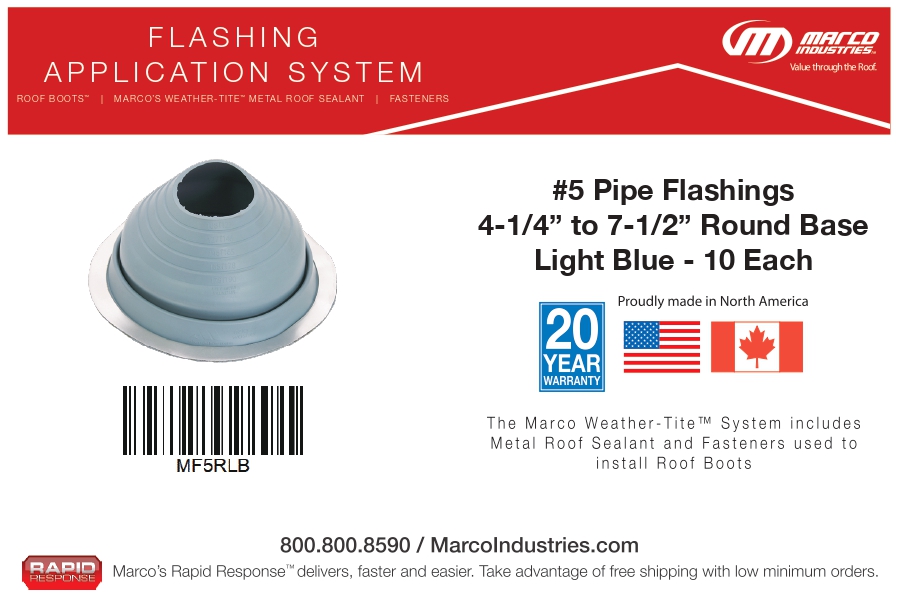 FLASHING
APPLICATION SYSTEM
ROOF BOOTS™ | MARCO'S WEATHER-TITE™ METAL ROOF SEALANT | FASTENERS
MARCO
INDUSTRIES™
Value through the Roof.
#5 Pipe Flashings
4-1/4” to 7-1/2” Round Base
Light Blue - 10 Each
Proudly made in North America
20
YEAR
WARRANTY
The Marco Weather-Tite™ System includes
Metal Roof Sealant and Fasteners used to
install Roof Boots
MF5RLB
800.800.8590 / MarcoIndustries.com
RAPID
RESPONSE
Marco’s Rapid Response™ delivers, faster and easier. Take advantage of free shipping with low minimum orders.